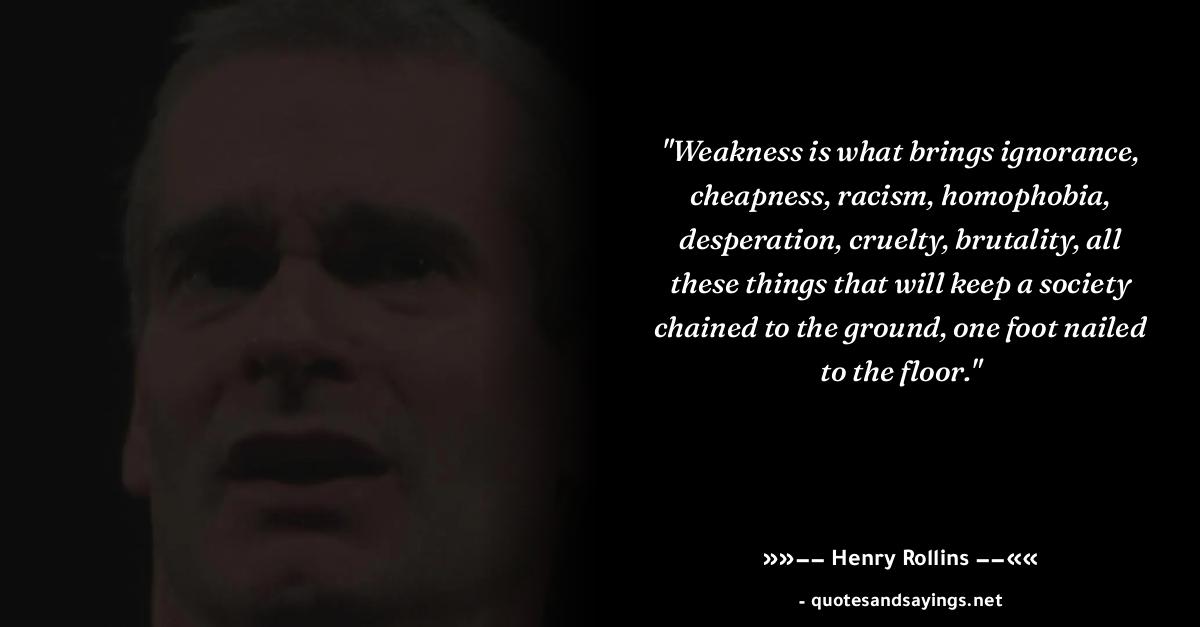 "Weakness is what brings ignorance,
cheapness, racism, homophobia,
desperation, cruelty, brutality, all
these things that will keep a society
chained to the ground, one foot nailed
to the floor."
»»—— Henry Rollins ——««
- quotesandsayings.net